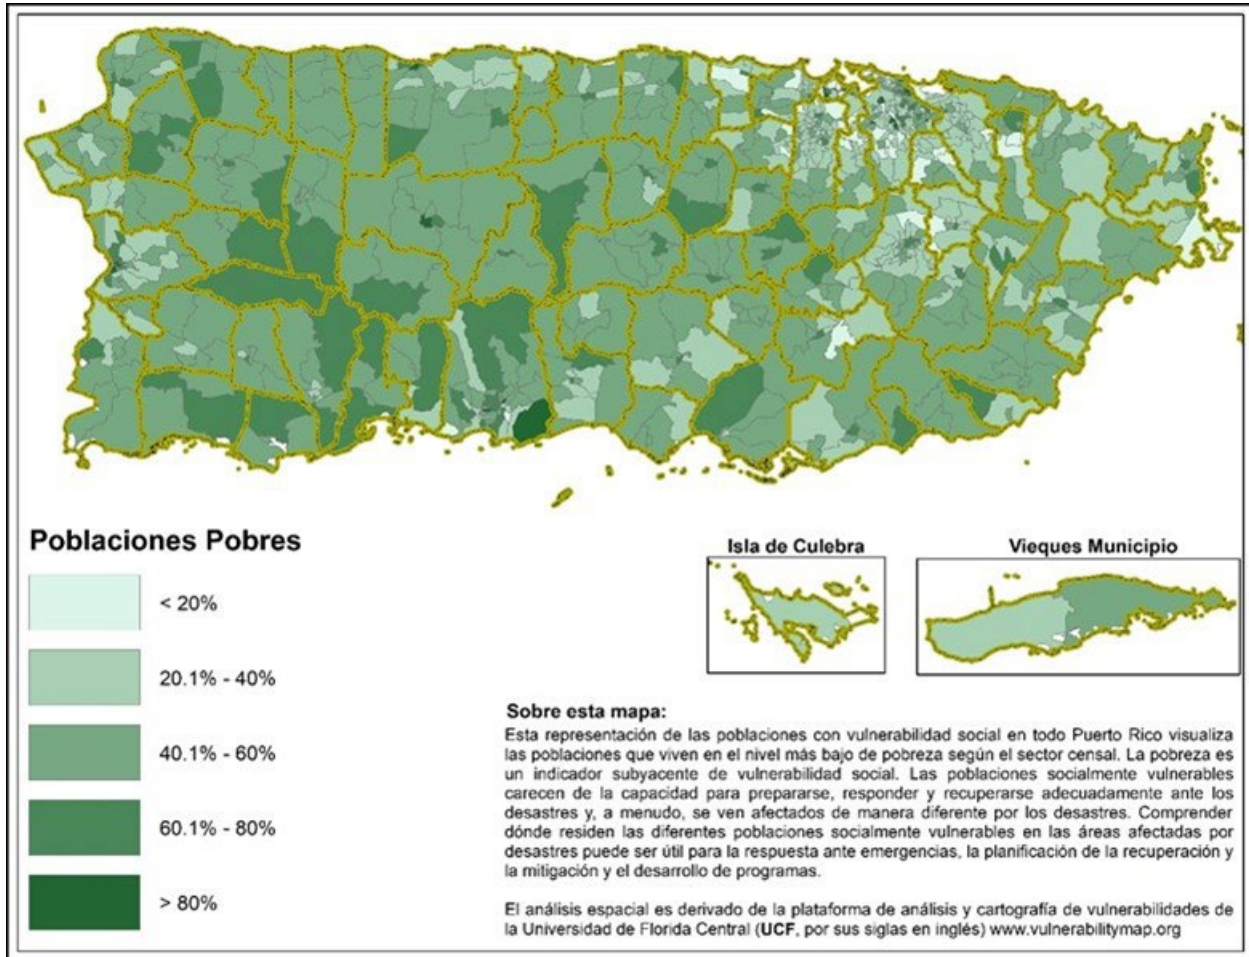 Poblaciones Pobres
< 20%
20.1% - 40%
40.1% - 60%
60.1% - 80%
> 80%
Isla de Culebra
Vieques Municipio
Sobre esta mapa:
Esta representación de las poblaciones con vulnerabilidad social en todo Puerto Rico visualiza
las poblaciones que viven en el nivel más bajo de pobreza según el sector censal. La pobreza es
un indicador subyacente de vulnerabilidad social. Las poblaciones socialmente vulnerables
carecen de la capacidad para prepararse, responder y recuperarse adecuadamente ante los
desastres y, a menudo, se ven afectados de manera diferente por los desastres. Comprender
dónde residen las diferentes poblaciones socialmente vulnerables en las áreas afectadas por
desastres puede ser útil para la respuesta ante emergencias, la planificación de la recuperación y
la mitigación y el desarrollo de programas.
El análisis espacial es derivado de la plataforma de análisis y cartografía de vulnerabilidades de
la Universidad de Florida Central (UCF, por sus siglas en inglés) www.vulnerabilitymap.org